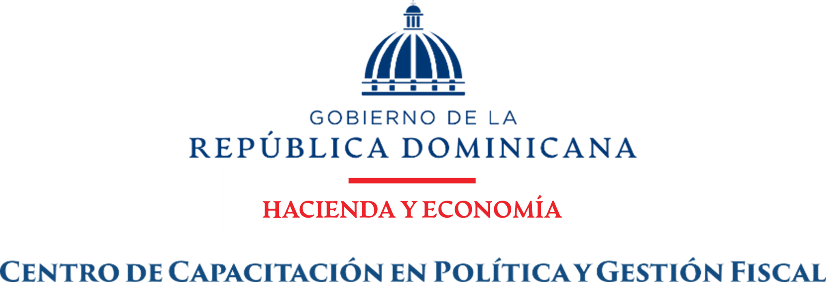 GOBIERNO DE LA
REPÚBLICA DOMINICANA
HACIENDA Y ECONOMÍA
CENTRO DE CAPACITACIÓN EN POLÍTICA Y GESTIÓN FISCAL